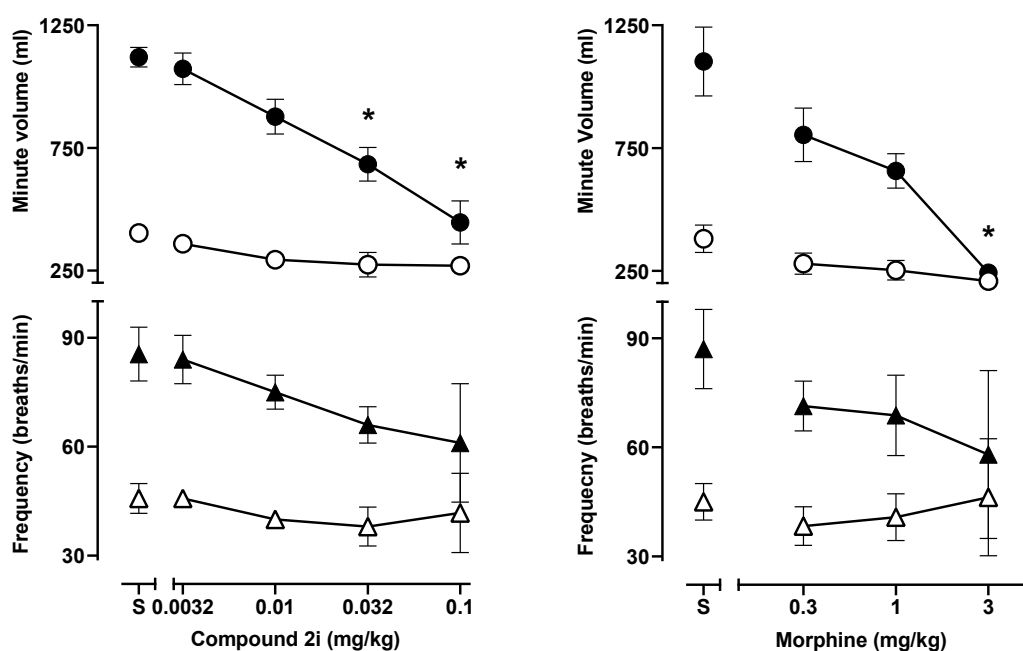 1250
750
250
Minute volume (ml)
*
*
90
60
30
Frequency (breaths/min)
S 0.0032 0.01 0.032 0.1
Compound 2i (mg/kg)
1250
750
250
Minute Volume (ml)
*
90
60
30
Frequecny (breaths/min)
S 0.3 1 3
Morphine (mg/kg)